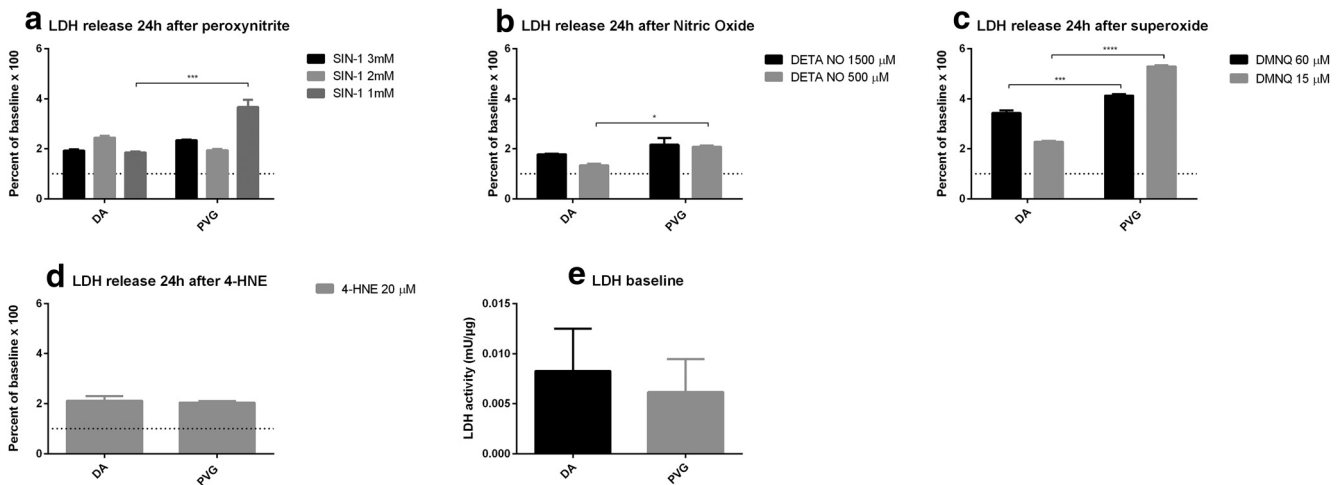 a LDH release 24h after peroxynitrite
Percent of baseline x 100
6
4
2
0
***
DA
PVG
SIN-1 3mM
SIN-1 2mM
SIN-1 1mM
b LDH release 24h after Nitric Oxide
Percent of baseline x 100
6
4
2
0
*
DA
PVG
DETA NO 1500 μM
DETA NO 500 μM
c LDH release 24h after superoxide
Percent of baseline x 100
6
4
2
0
****
***
DA
PVG
DMNQ 60 μM
DMNQ 15 μM
d LDH release 24h after 4-HNE
Percent of baseline x 100
6
4
2
0
DA
PVG
4-HNE 20 μM
e LDH baseline
LDH activity (mU/μg)
0.015
0.010
0.005
0.000
DA
PVG